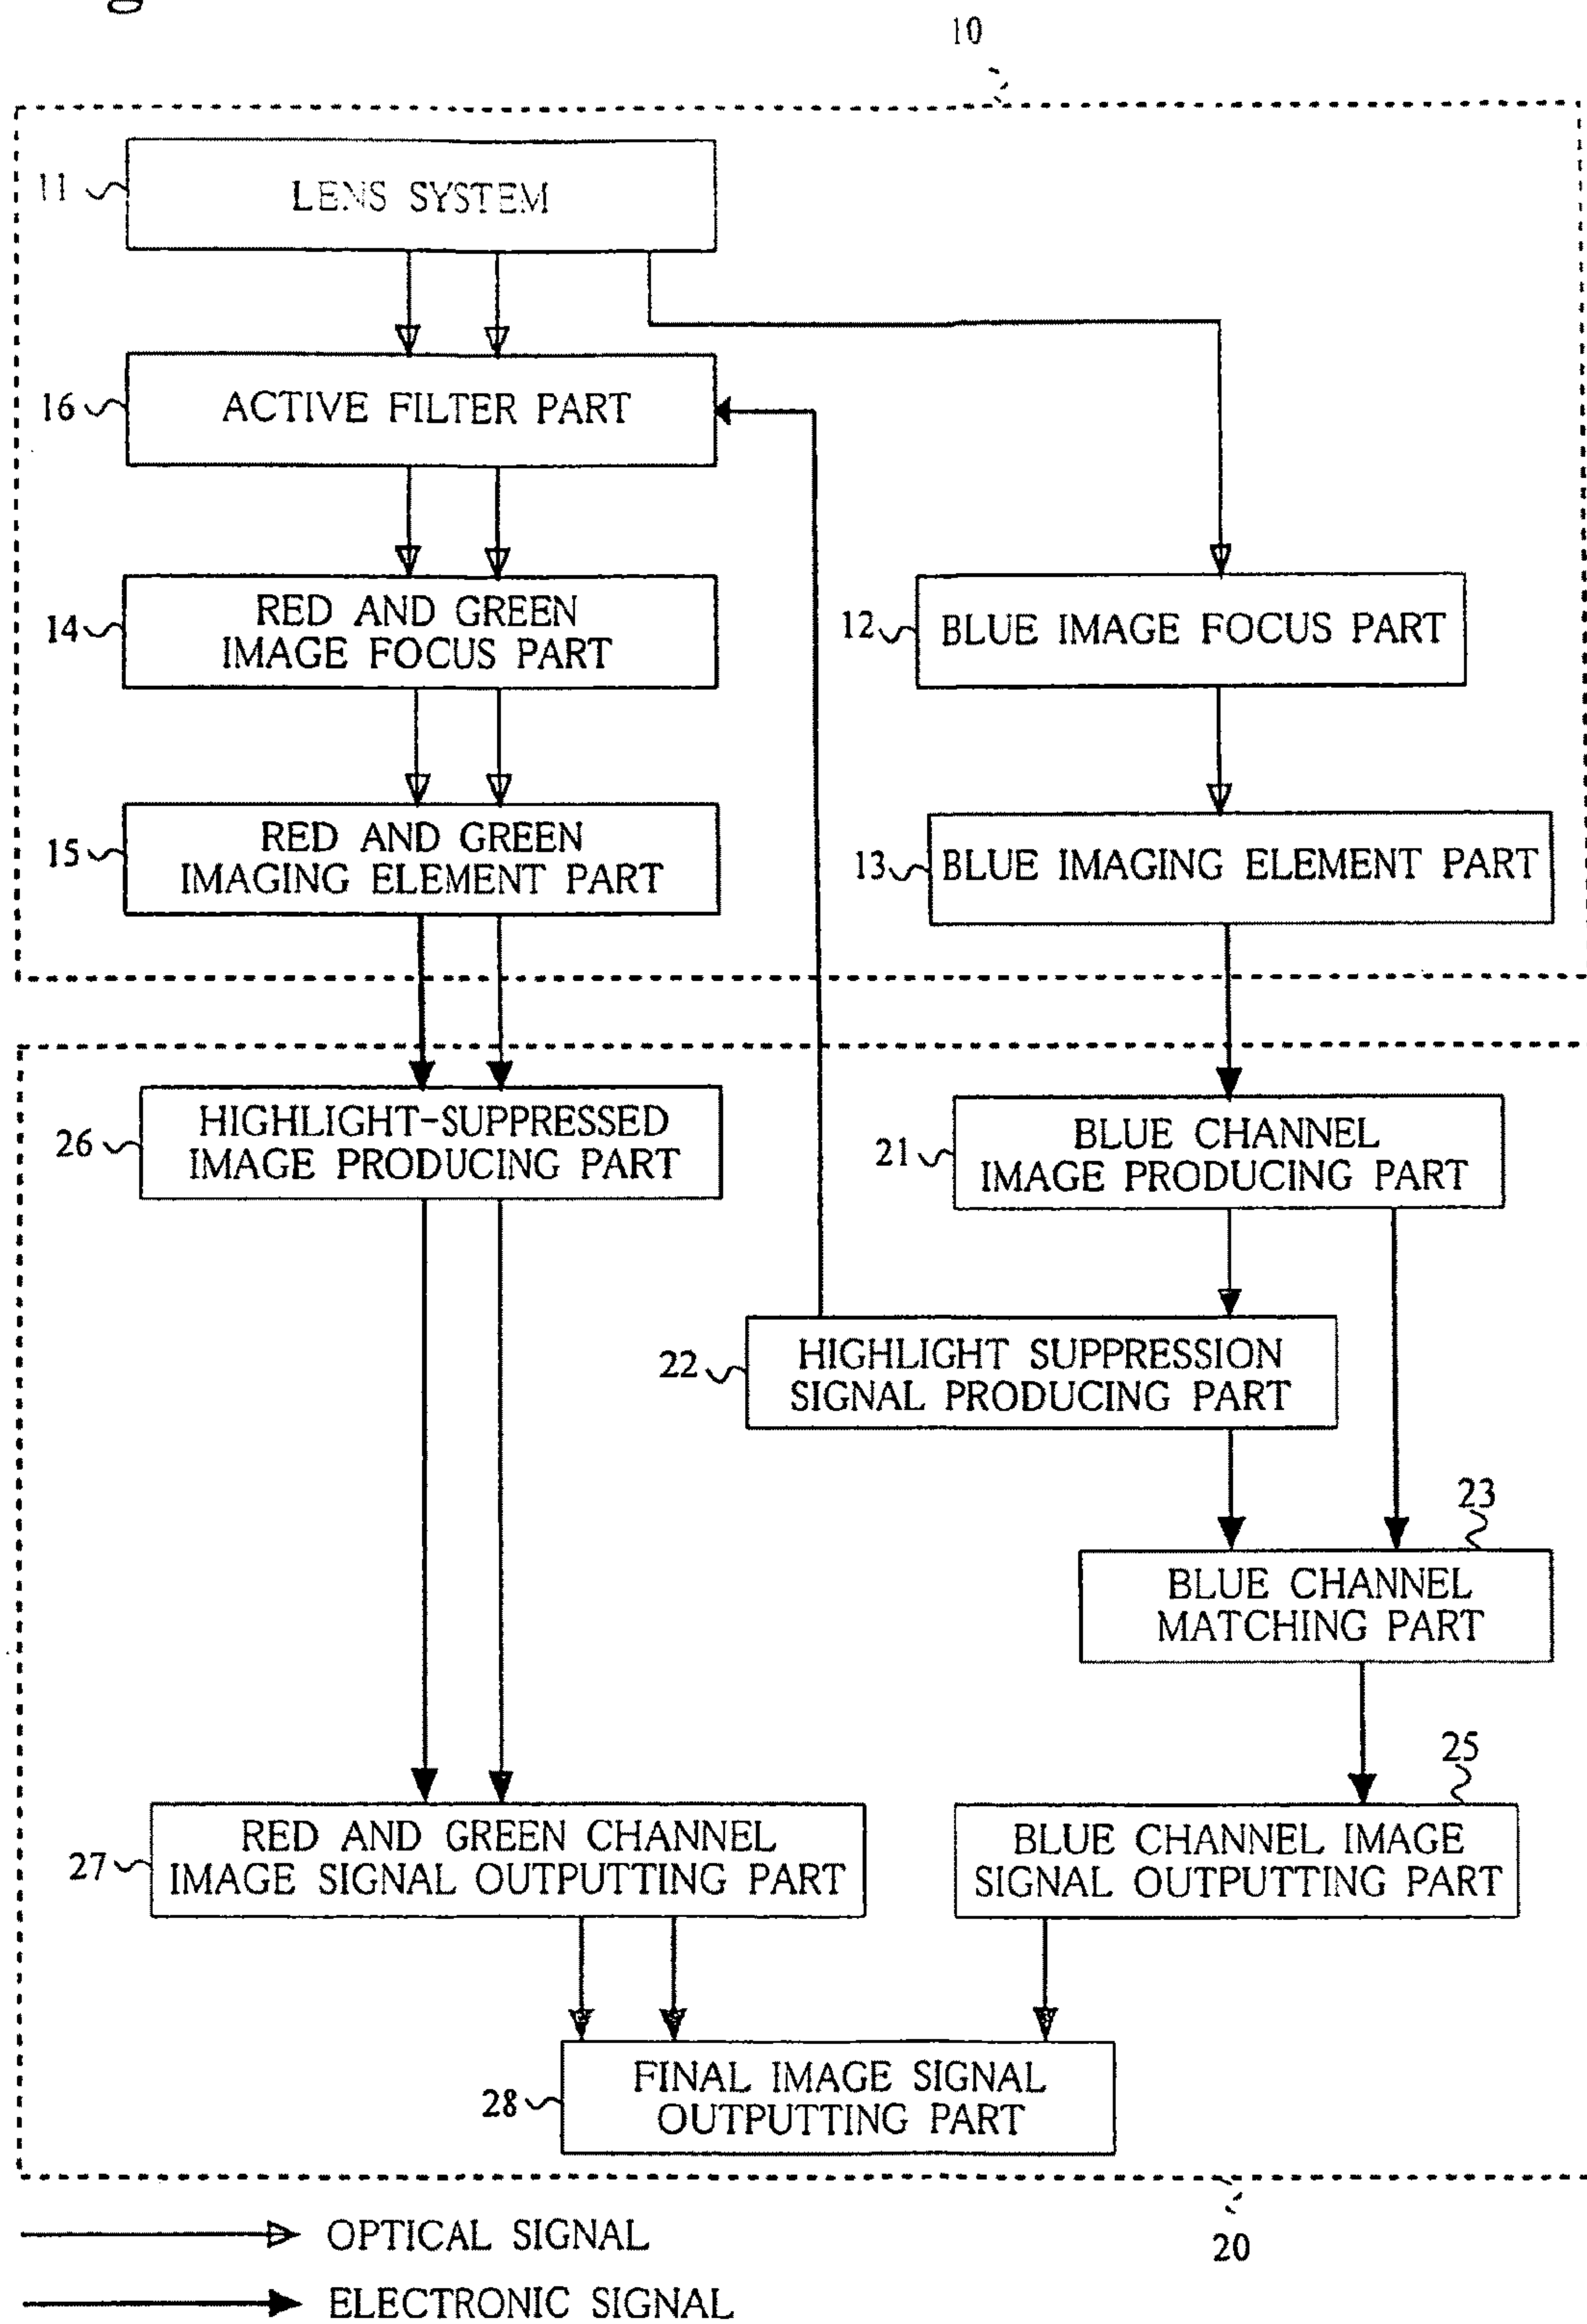 10
11
LENS SYSTEM
16
ACTIVE FILTER PART
14
RED AND GREEN
IMAGE FOCUS PART
12
BLUE IMAGE FOCUS PART
15
RED AND GREEN
IMAGING ELEMENT PART
13
BLUE IMAGING ELEMENT PART
26
HIGHLIGHT-SUPPRESSED
IMAGE PRODUCING PART
21
BLUE CHANNEL
IMAGE PRODUCING PART
22
HIGHLIGHT SUPPRESSION
SIGNAL PRODUCING PART
23
BLUE CHANNEL
MATCHING PART
27
RED AND GREEN CHANNEL
IMAGE SIGNAL OUTPUTTING PART
25
BLUE CHANNEL IMAGE
SIGNAL OUTPUTTING PART
28
FINAL IMAGE SIGNAL
OUTPUTTING PART
20
OPTICAL SIGNAL
ELECTRONIC SIGNAL